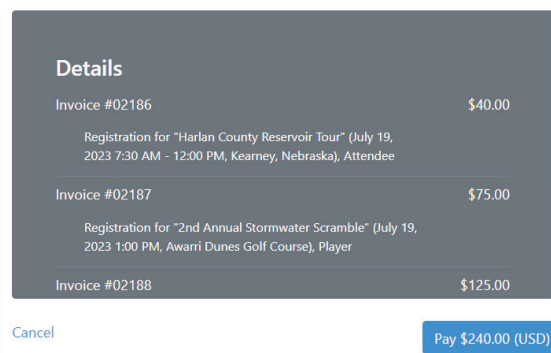 Details
Invoice #02186 $40.00
Registration for "Harlan County Reservoir Tour" (July 19,
2023 7:30 AM - 12:00 PM, Kearney, Nebraska), Attendee
Invoice #02187 $75.00
Registration for "2nd Annual Stormwater Scramble" (July 19,
2023 1:00 PM, Awarri Dunes Golf Course), Player
Invoice #02188 $125.00
Cancel Pay $240.00 (USD)